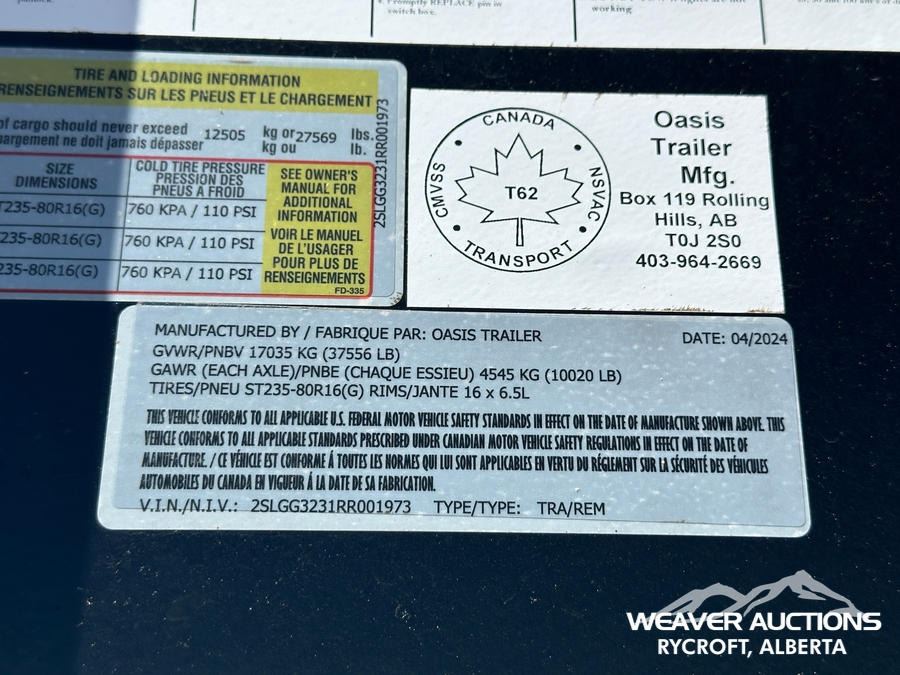 4. Promptly REPLACE pin in
switch box.
working
TIRE AND LOADING INFORMATION
RENSEIGNEMENTS SUR LES PNEUS ET LE CHARGEMENT
of cargo should never exceed 12505 kg or 27569 lbs.
ne doit jamais dépasser kg ou lb.
SIZE
DIMENSIONS
COLD TIRE PRESSURE
PRESSION DES
PNEUS A FROID
T235-80R16(G) 760 KPA / 110 PSI
235-80R16(G) 760 KPA / 110 PSI
235-80R16(G) 760 KPA / 110 PSI
SEE OWNER'S
MANUAL FOR
ADDITIONAL
INFORMATION
VOIR LE MANUEL
DE L'USAGER
POUR PLUS DE
RENSEIGNEMENTS
FD-335
2SLGG3231RR001973
CANADA
CMVSS
T62
NSVAC
TRANSPORT
Oasis
Trailer
Mfg.
Box 119 Rolling
Hills, AB
T0J 2S0
403-964-2669
MANUFACTURED BY / FABRIQUE PAR: OASIS TRAILER DATE: 04/2024
GVWR/PNBV 17035 KG (37556 LB)
GAWR (EACH AXLE)/PNBE (CHAQUE ESSIEU) 4545 KG (10020 LB)
TIRES/PNEU ST235-80R16(G) RIMS/JANTE 16 x 6.5L
THIS VEHICLE CONFORMS TO ALL APPLICABLE U.S. FEDERAL MOTOR VEHICLE SAFETY STANDARDS IN EFFECT ON THE DATE OF MANUFACTURE SHOWN ABOVE. THIS
VEHICLE CONFORMS TO ALL APPLICABLE STANDARDS PRESCRIBED UNDER CANADIAN MOTOR VEHICLE SAFETY REGULATIONS IN EFFECT ON THE DATE OF
MANUFACTURE. / CE VÉHICLE EST CONFORME Á TOUTES LES NORMES QUI LUI SONT APPLICABLES EN VERTU DU RÉGLEMENT SUR LA SÉCURITÉ DES VÉHICULES
AUTOMOBILES DU CANADA EN VIGUEUR Á LA DATE DE SA FABRICATION.
V.I.N./N.I.V.: 2SLGG3231RR001973 TYPE/TYPE: TRA/REM
WEAVER AUCTIONS
RYCROFT, ALBERTA